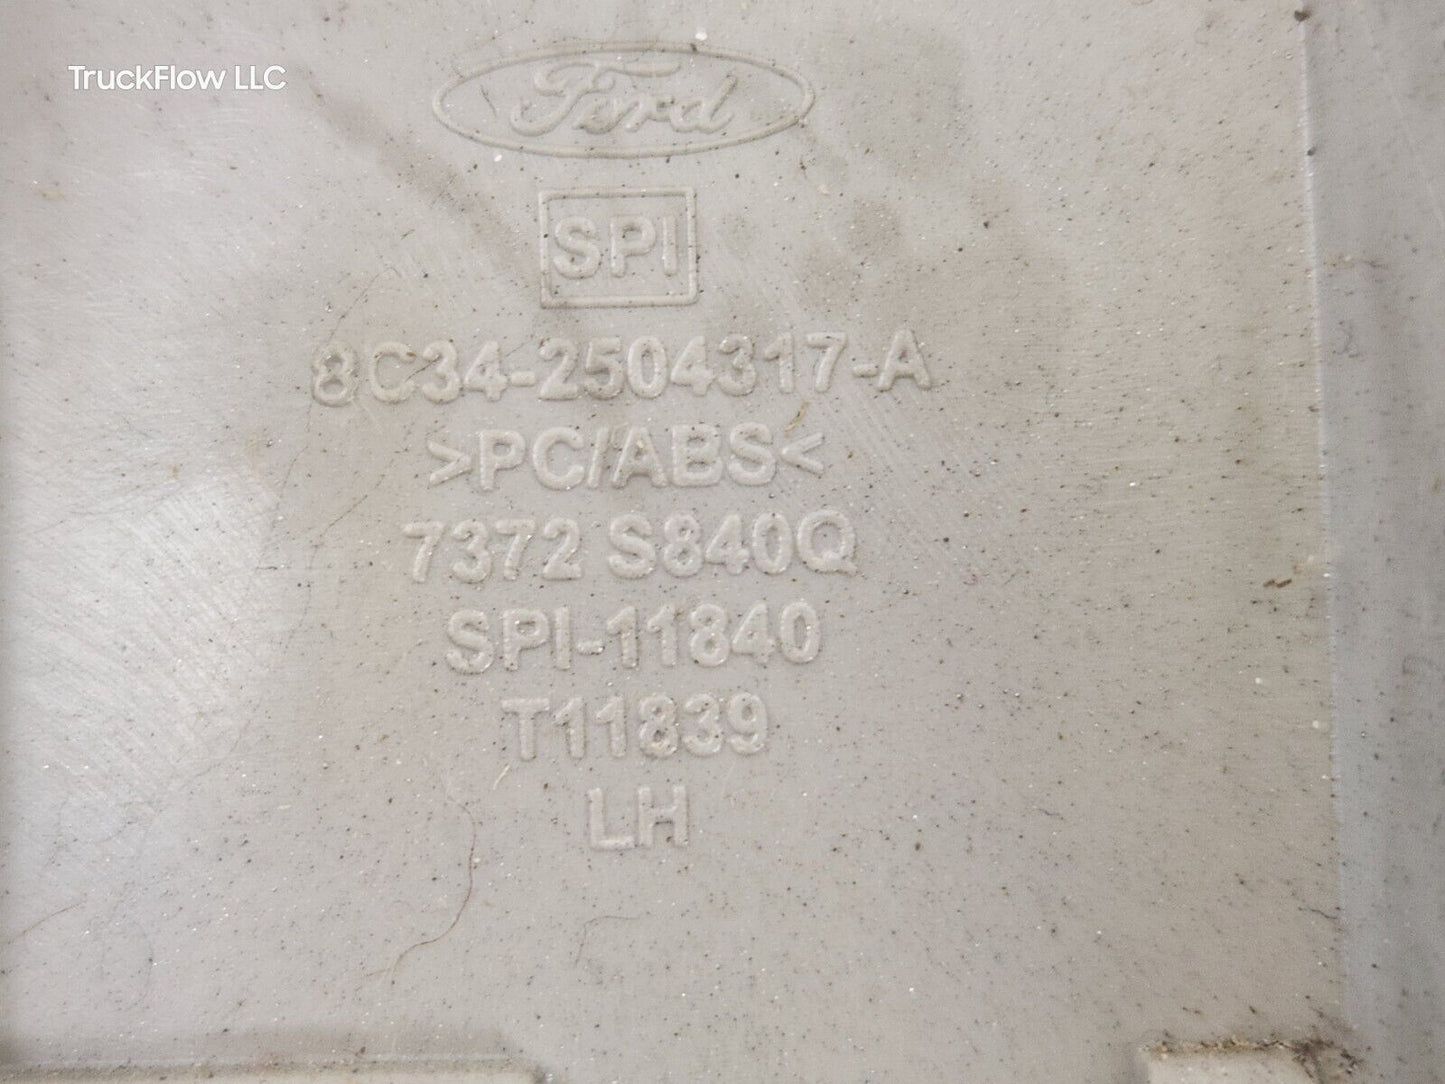 TruckFlow LLC
Ford
SPI
8C34-2504317-A
>PC/ABS<
7372 S840Q
SPI-11840
T11839
LH